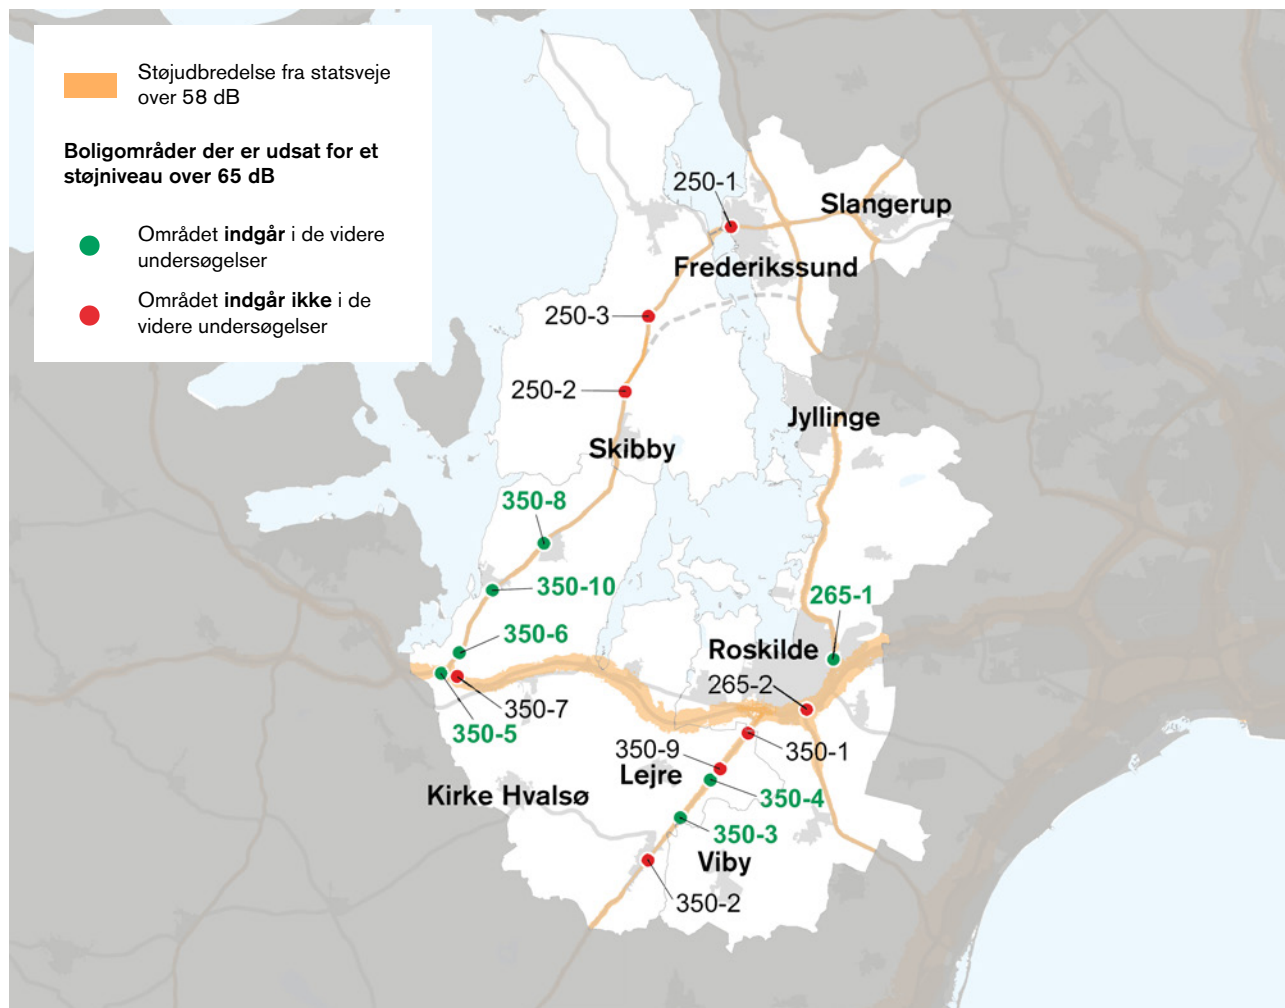 Støjudbredelse fra statsveje
over 58 dB
Boligområder der er udsat for et
støjniveau over 65 dB
Området indgår i de videre
undersøgelser
Området indgår ikke i de
videre undersøgelser
250-1
Slangerup
Frederikssund
250-3
250-2
Jyllinge
Skibby
350-8
350-10
265-1
350-6
Roskilde
265-2
350-7
350-5
350-9
350-1
Lejre
Kirke Hvalsø
350-4
350-3
Viby
350-2